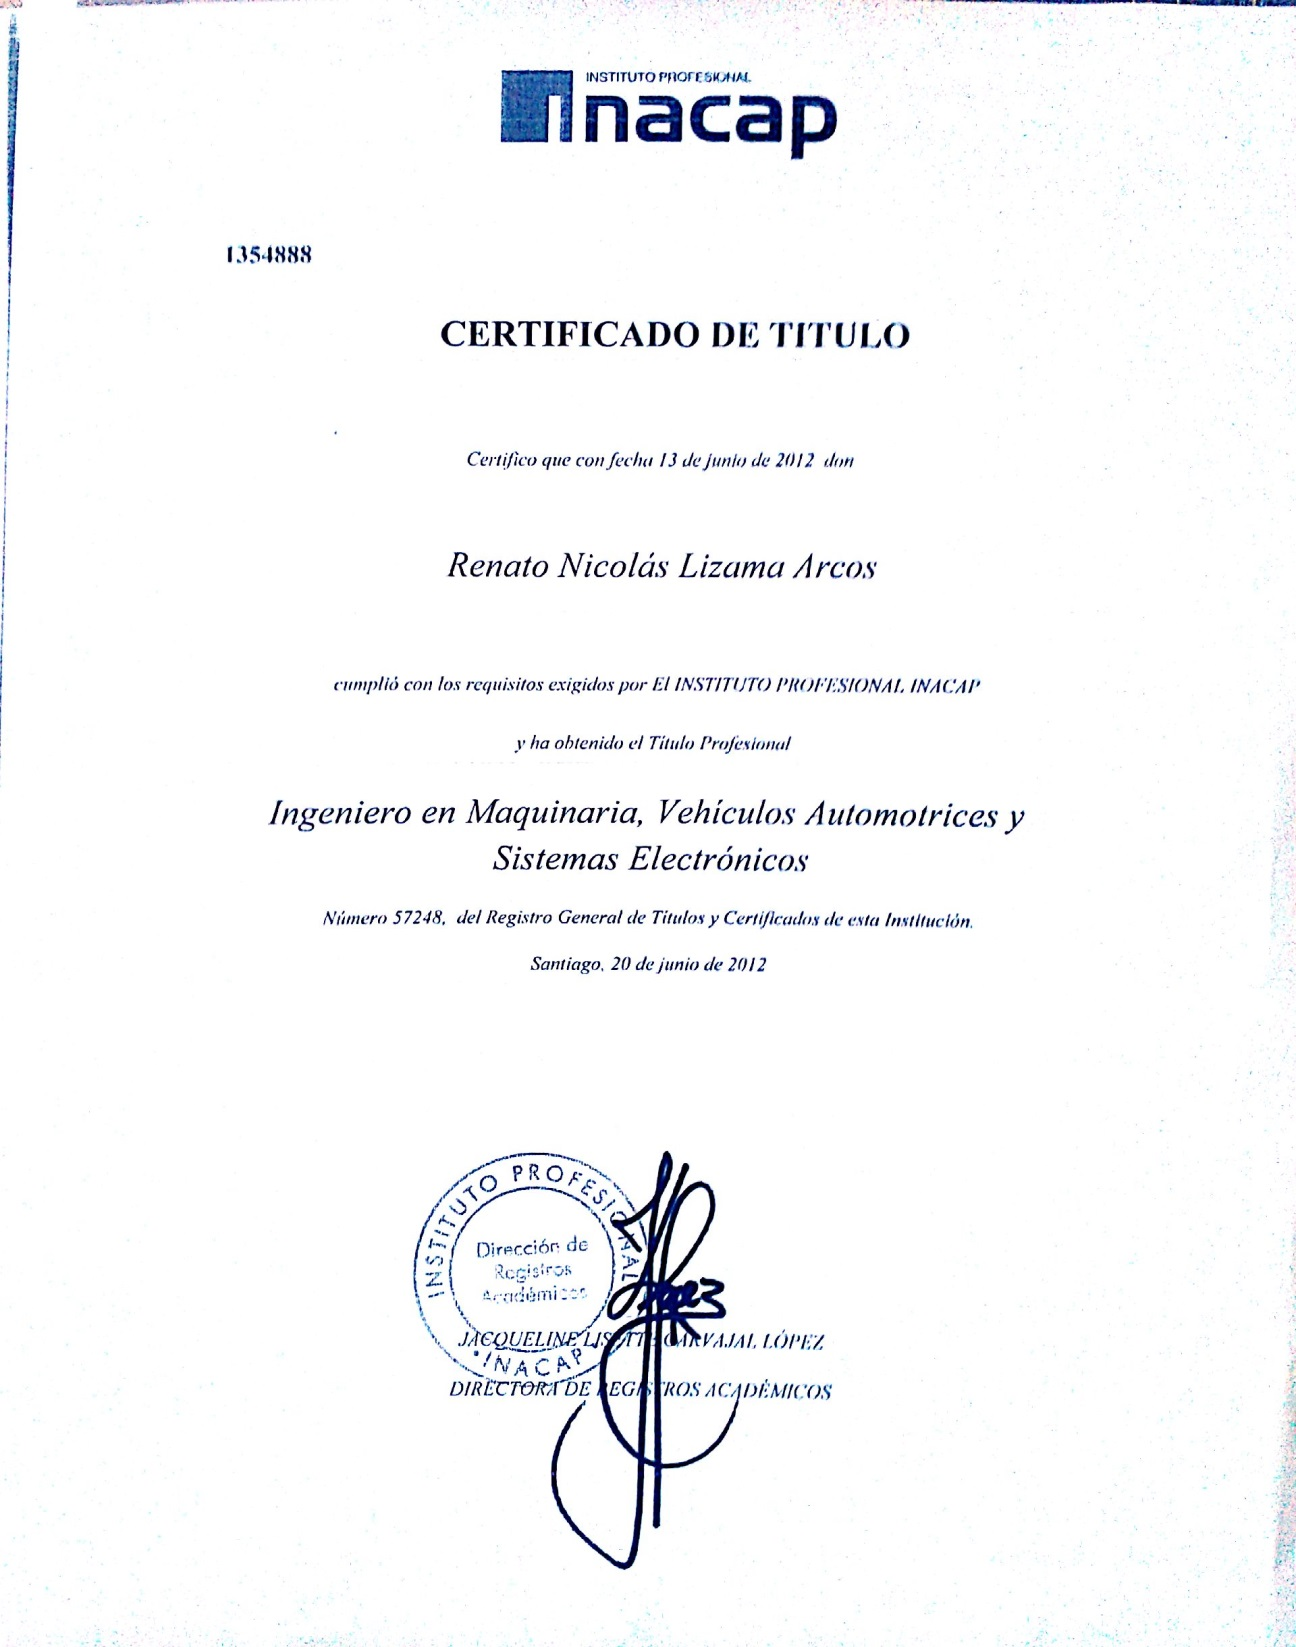 INSTITUTO PROFESIONAL
inacap
1354888
CERTIFICADO DE TITULO
Certifico que con fecha 13 de junio de 2012 don
Renato Nicolás Lizama Arcos
cumplió con los requisitos exigidos por El INSTITUTO PROFESIONAL INACAP
y ha obtenido el Título Profesional
Ingeniero en Maquinaria, Vehículos Automotrices y
Sistemas Electrónicos
Número 57248, del Registro General de Títulos y Certificados de esta Institución.
Santiago, 20 de junio de 2012
INSTITUTO PROFESIONAL
Dirección de
Registros
Académicos
INACAP
JACQUELINE LISETTE CARVAJAL LÓPEZ
DIRECTORA DE REGISTROS ACADÉMICOS